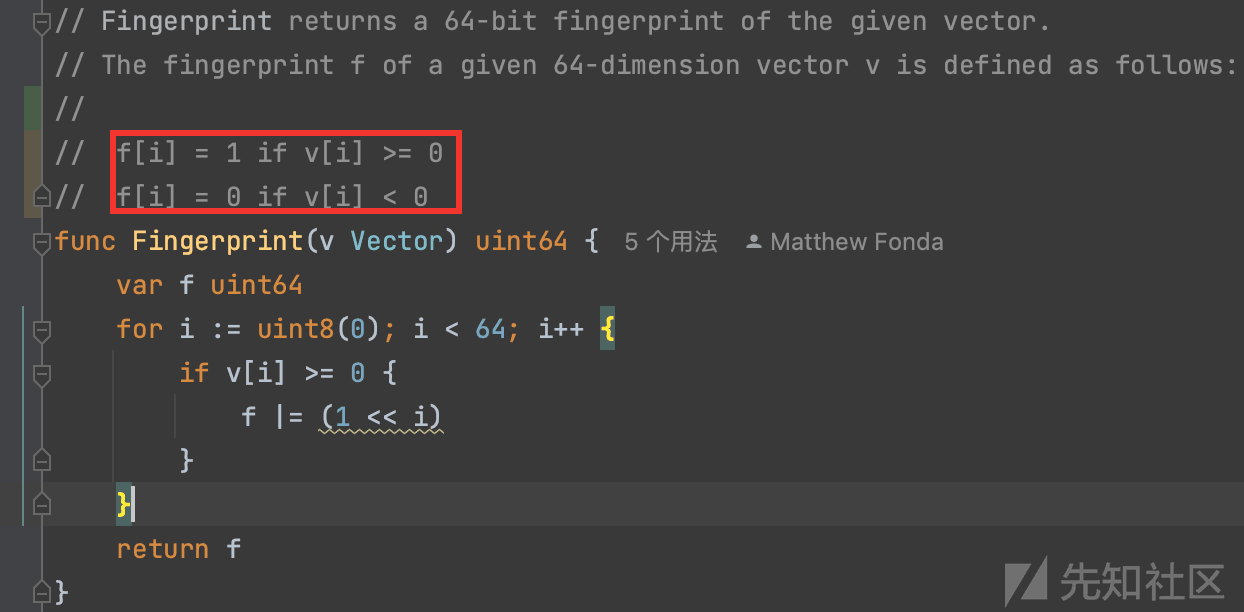 // Fingerprint returns a 64-bit fingerprint of the given vector.
// The fingerprint f of a given 64-dimension vector v is defined as follows:
//
//  f[i] = 1 if v[i] >= 0
//  f[i] = 0 if v[i] < 0
func Fingerprint(v Vector) uint64 {  5 个用法  Matthew Fonda
    var f uint64
    for i := uint8(0); i < 64; i++ {
        if v[i] >= 0 {
            f |= (1 << i)
        }
    }
    return f
}
先知社区